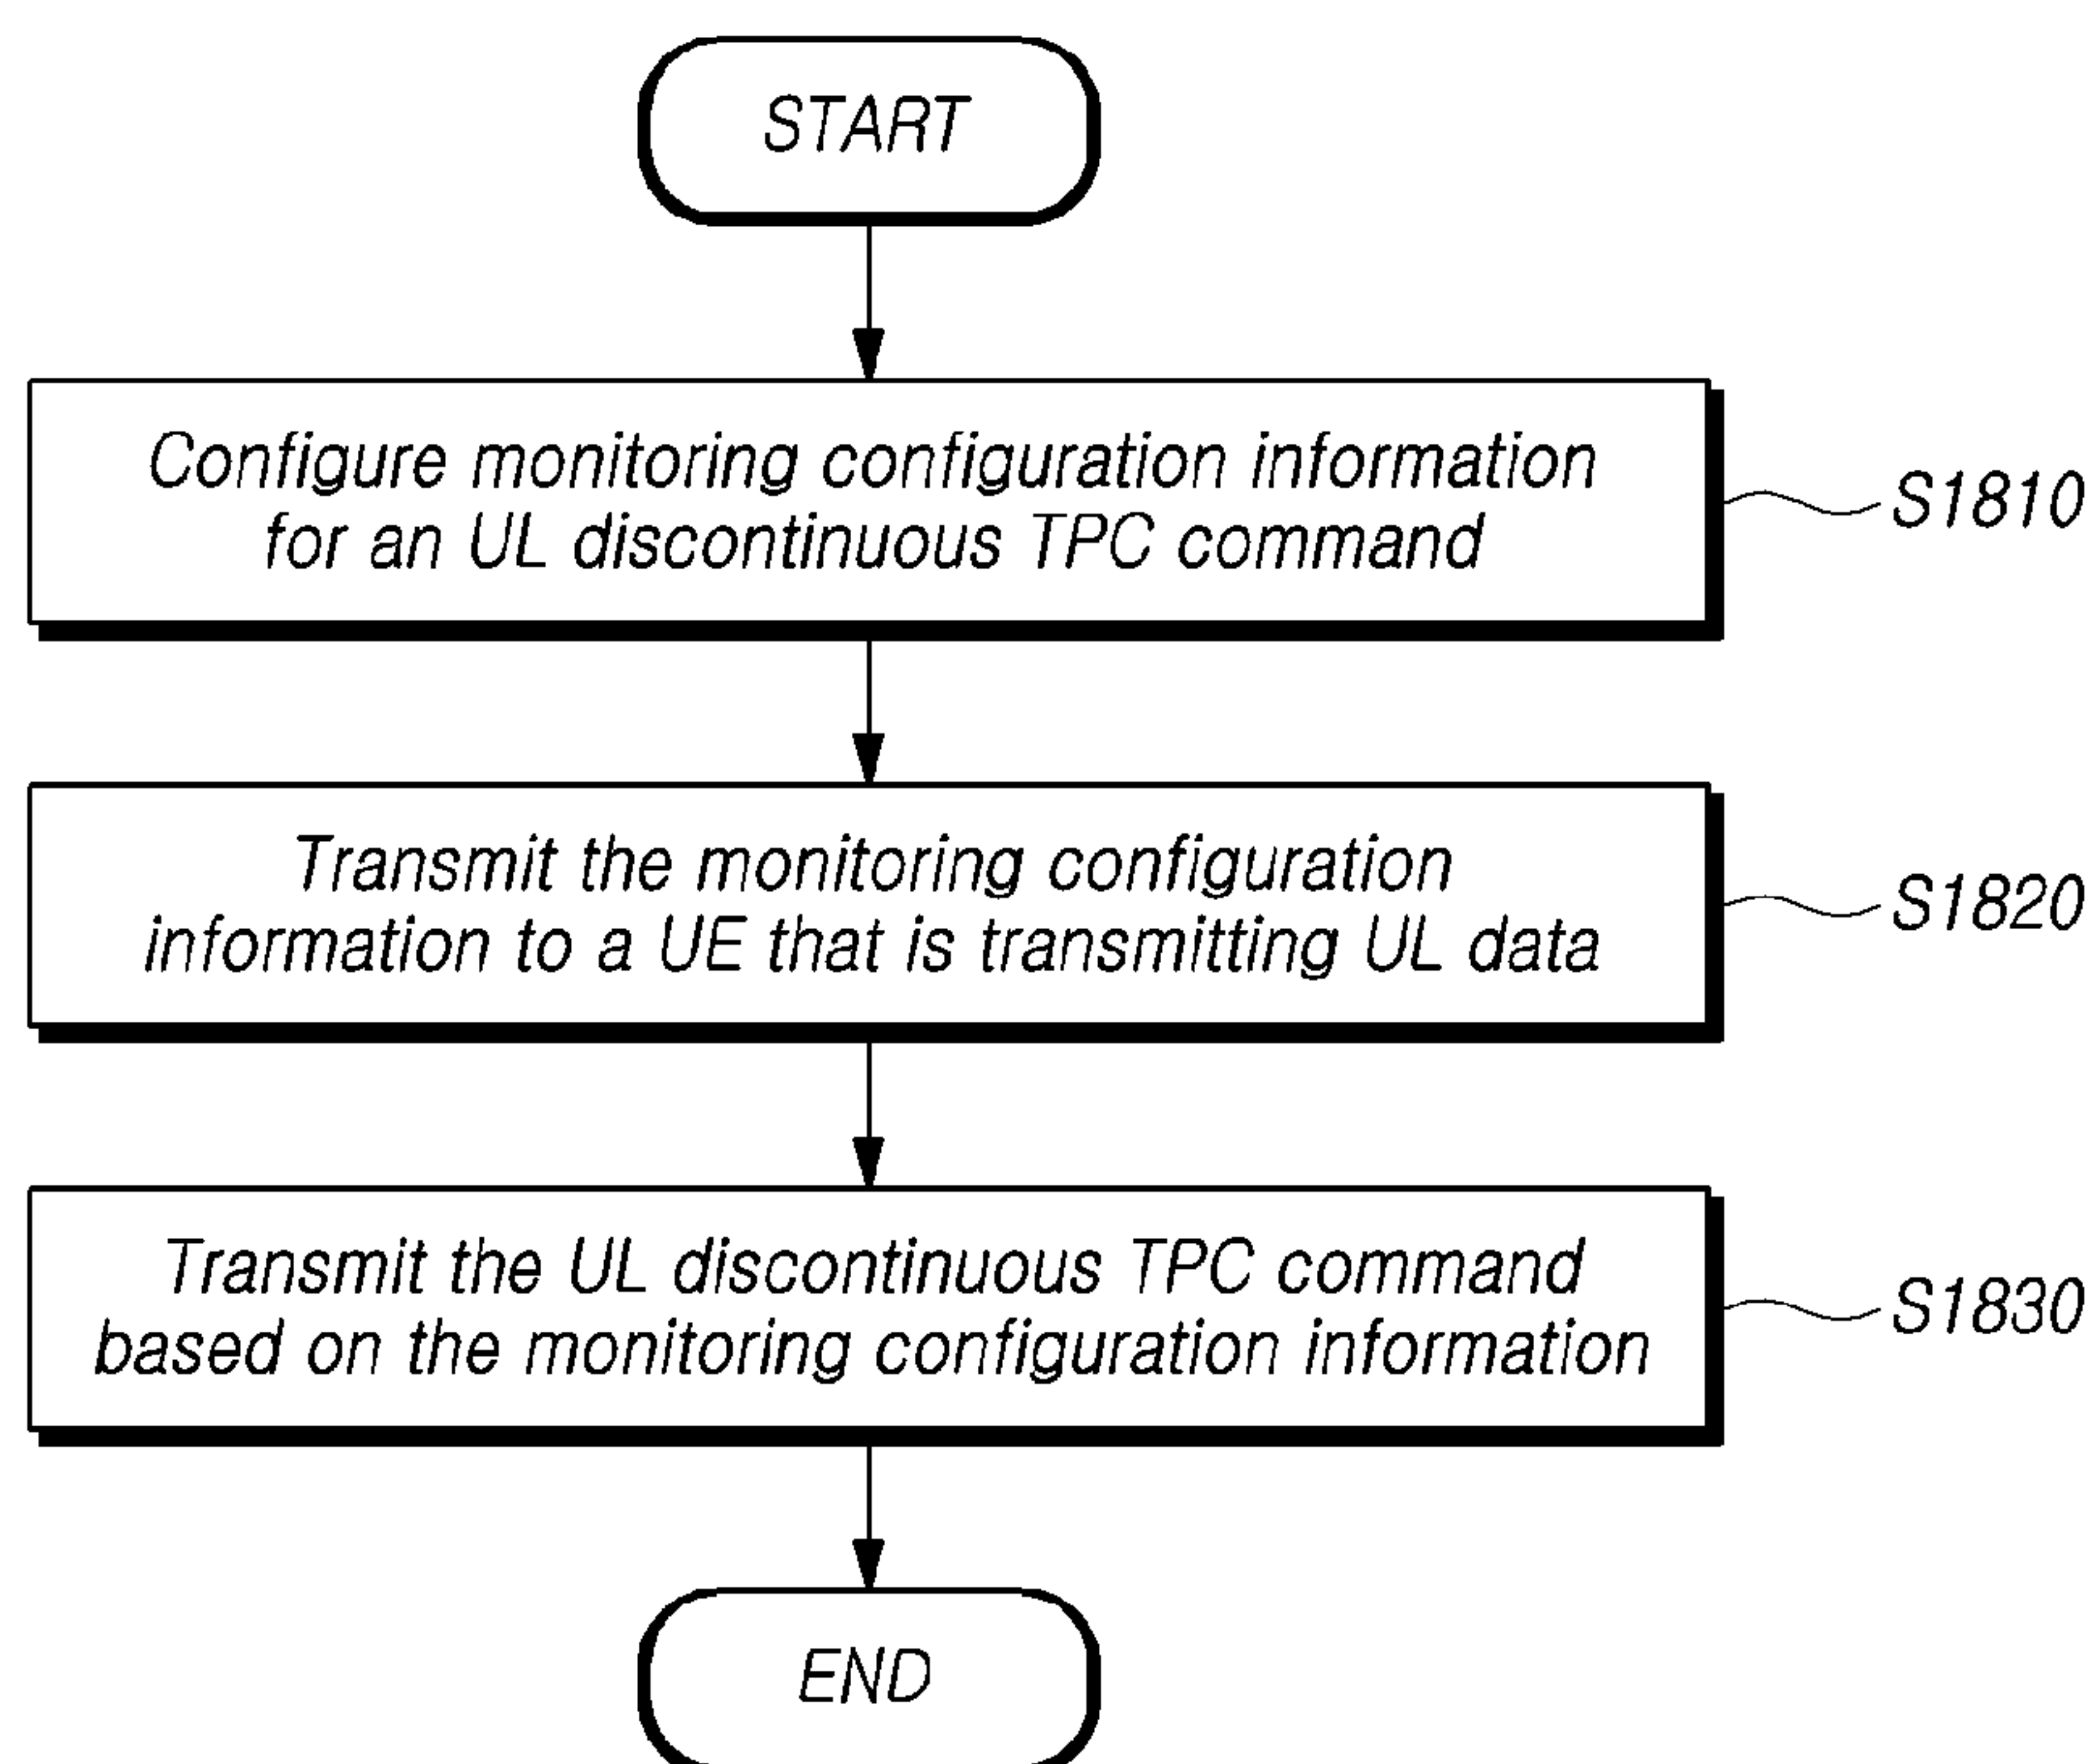 START
Configure monitoring configuration information
for an UL discontinuous TPC command
S1810
Transmit the monitoring configuration
information to a UE that is transmitting UL data
S1820
Transmit the UL discontinuous TPC command
based on the monitoring configuration information
S1830
END